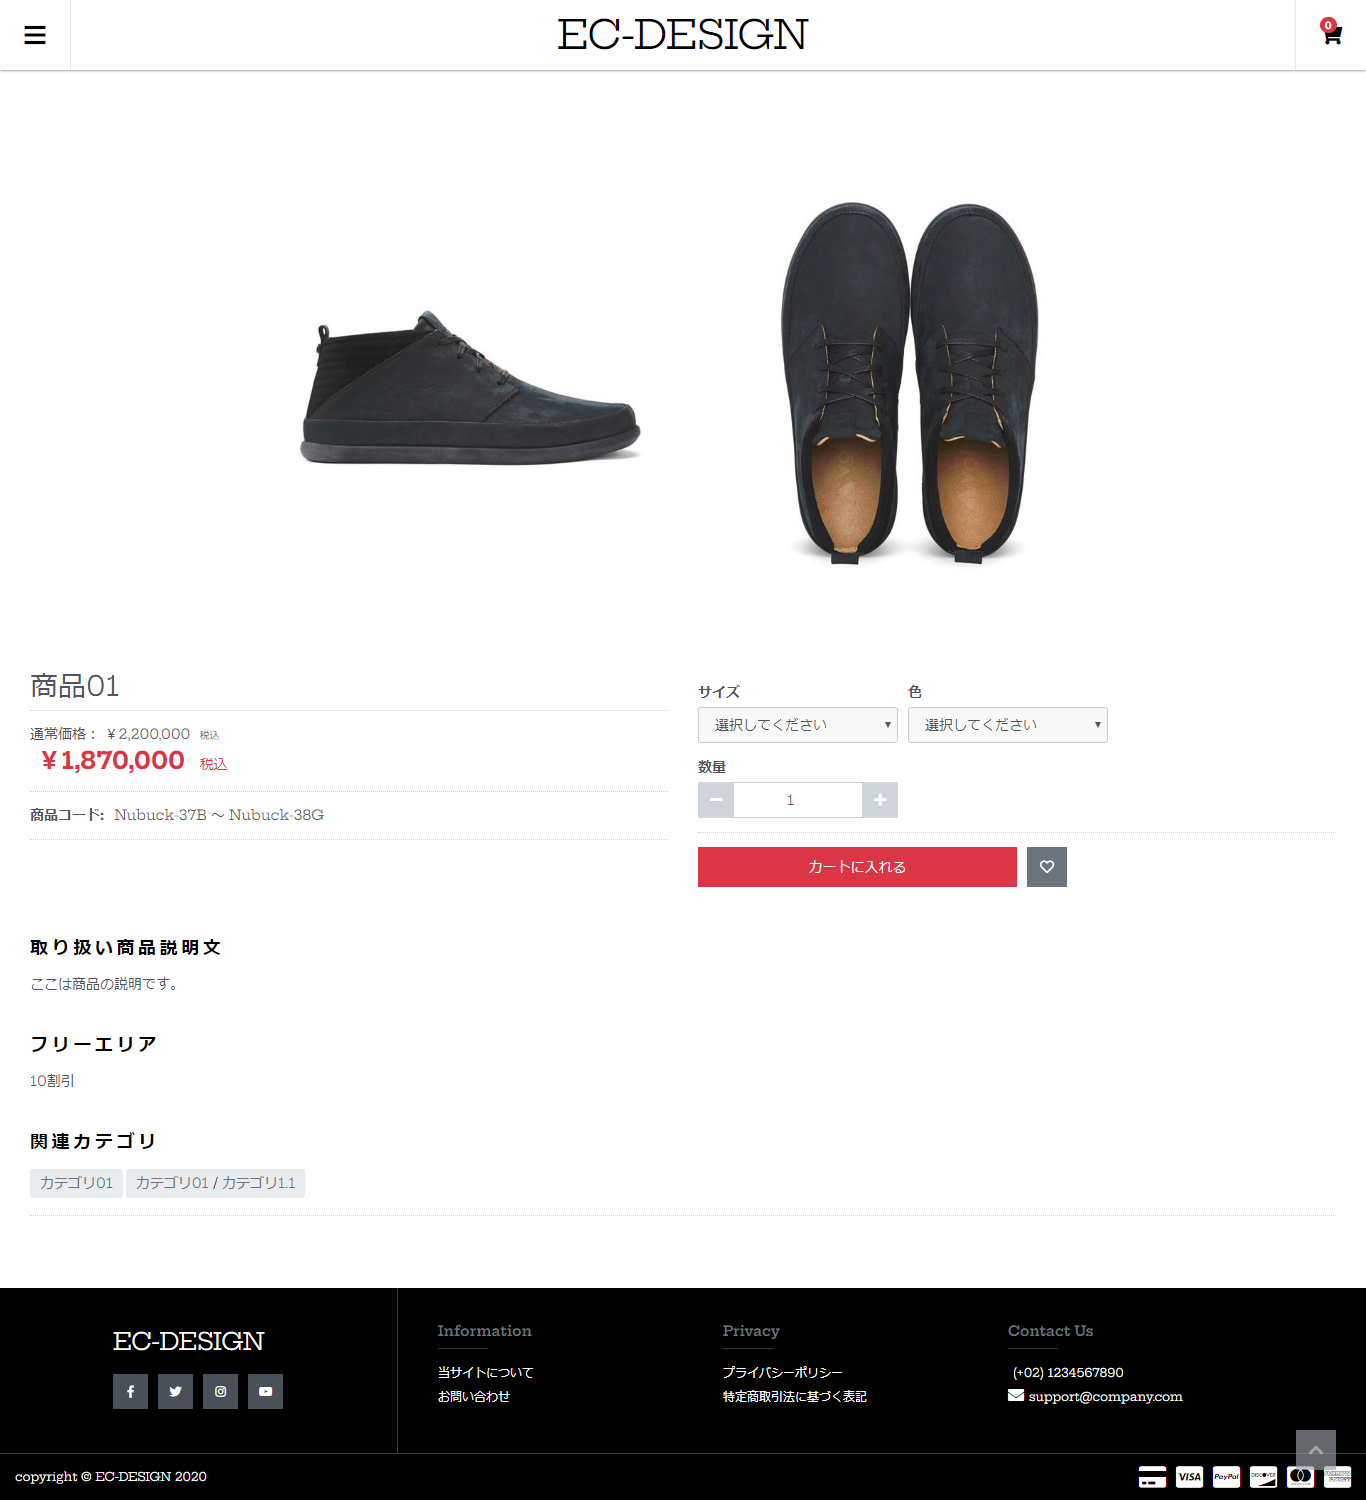 EC-DESIGN
0
商品01
通常価格： ￥2,200,000 税込
￥1,870,000 税込
商品コード: Nubuck-37B ～ Nubuck-38G
サイズ 色
選択してください 選択してください
数量
1
カートに入れる
取り扱い商品説明文
ここは商品の説明です。
フリーエリア
10割引
関連カテゴリ
カテゴリ01 カテゴリ01 / カテゴリ1.1
EC-DESIGN
Information
当サイトについて
お問い合わせ
Privacy
プライバシーポリシー
特定商取引法に基づく表記
Contact Us
(+02) 1234567890
support@company.com
copyright © EC-DESIGN 2020
VISA PayPal DISCOVER